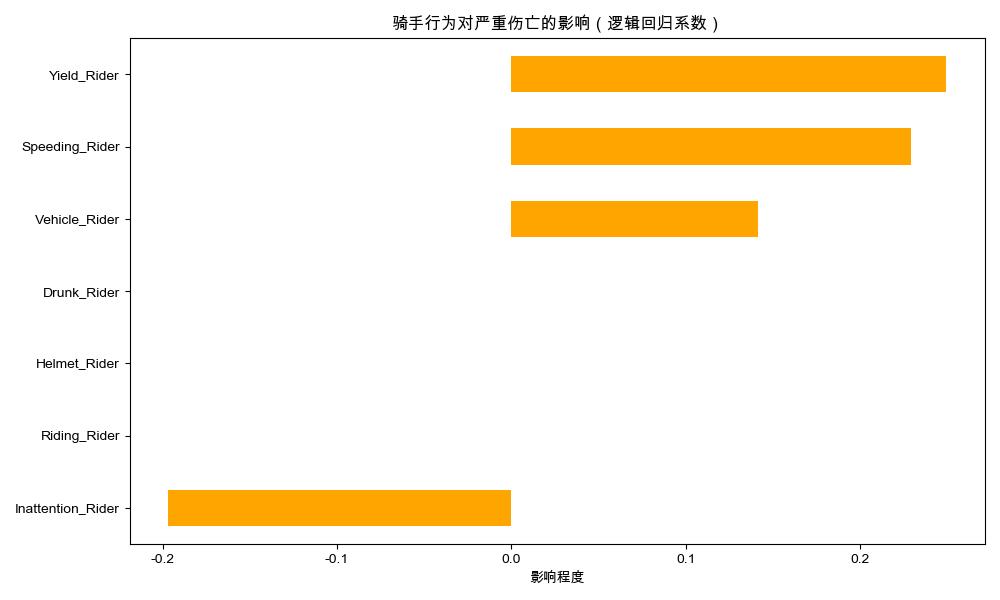 骑手行为对严重伤亡的影响（逻辑回归系数）
Yield_Rider
Speeding_Rider
Vehicle_Rider
Drunk_Rider
Helmet_Rider
Riding_Rider
Inattention_Rider
-0.2 -0.1 0.0 0.1 0.2
影响程度